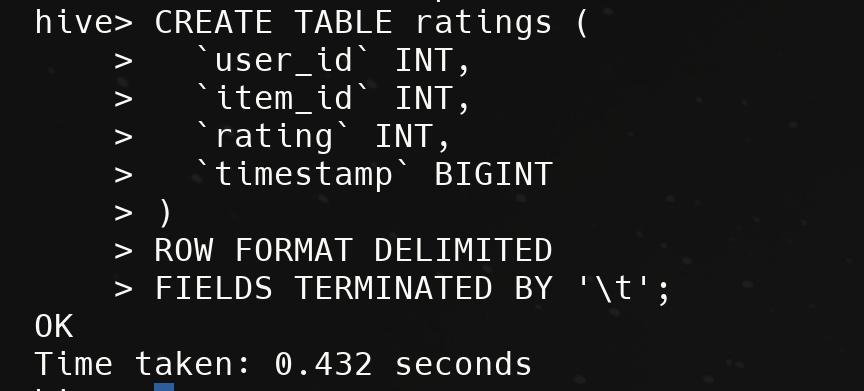 hive> CREATE TABLE ratings (
    >   `user_id` INT,
    >   `item_id` INT,
    >   `rating` INT,
    >   `timestamp` BIGINT
    > )
    > ROW FORMAT DELIMITED
    > FIELDS TERMINATED BY '\t';
OK
Time taken: 0.432 seconds